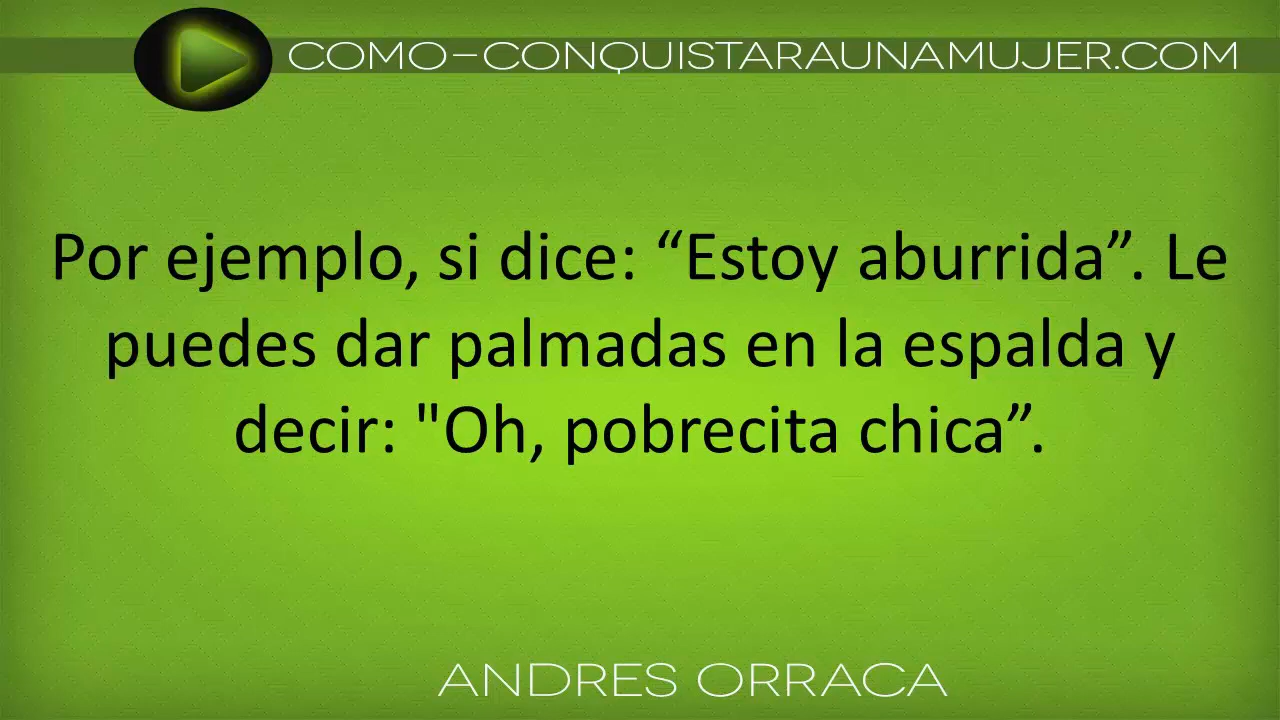 COMO-CONQUISTARAUNAMUJER.COM
Por ejemplo, si dice: “Estoy aburrida”. Le
puedes dar palmadas en la espalda y
decir: "Oh, pobrecita chica”.
ANDRES ORRACA